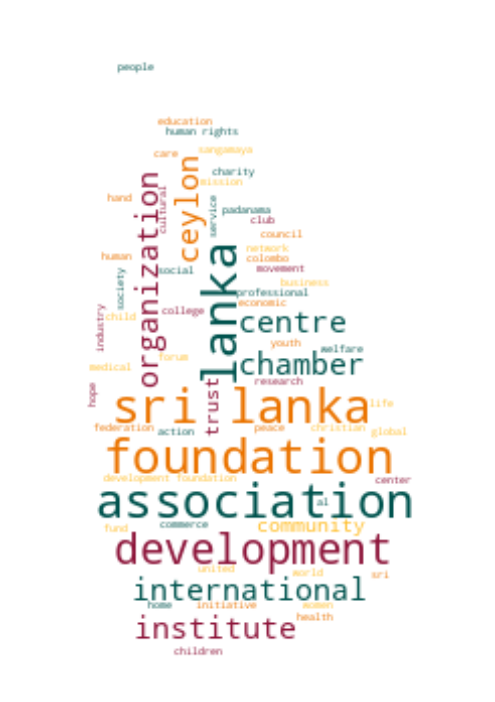 people
education
human rights
care sangamaya
charity
mission
hand
cultural
organization
ceylon
service
padanama
club
council
network
human
colombo
social
movement
society
lanka
business
professional
economic
industry
child
college
centre
youth
welfare
forum
chamber
medical
research
hope
trust
sri lanka
life
federation
action
peace
christian
global
foundation
development foundation
center
association
al
fund
commerce
community
development
united
world
sri
international
home
initiative
women
health
institute
children